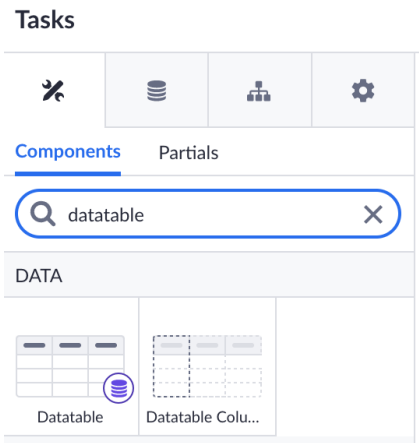 Tasks
Components Partials
datatable
DATA
Datatable Datatable Colu...